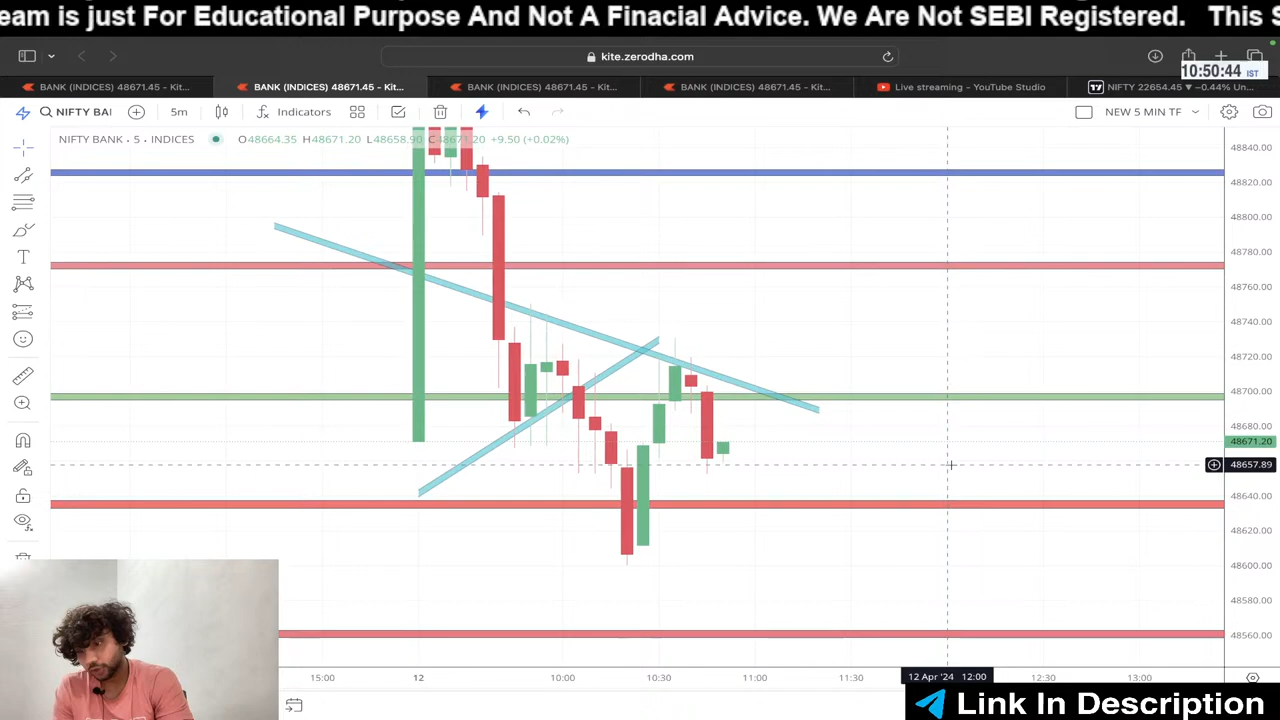 eam is just For Educational Purpose And Not A Finacial Advice. We Are Not SEBI Registered. This S
kite.zerodha.com
10:50:44 IST
BANK (INDICES) 48671.45 - Kit...
BANK (INDICES) 48671.45 - Kit...
BANK (INDICES) 48671.45 - Kit...
BANK (INDICES) 48671.45 - Kit...
Live streaming - YouTube Studio
NIFTY 22654.45 ▼ −0.44% Un...
NIFTY BAI
5m
Indicators
NEW 5 MIN TF
NIFTY BANK · 5 · INDICES
O48664.35 H48671.20 L48658.90 C48671.20 +9.50 (+0.02%)
48840.00
48820.00
48800.00
48780.00
48760.00
48740.00
48720.00
48700.00
48680.00
48671.20
48657.89
48640.00
48620.00
48600.00
48580.00
48560.00
15:00
12
10:00
10:30
11:00
11:30
12 Apr '24 12:00
12:30
13:00
Link In Description